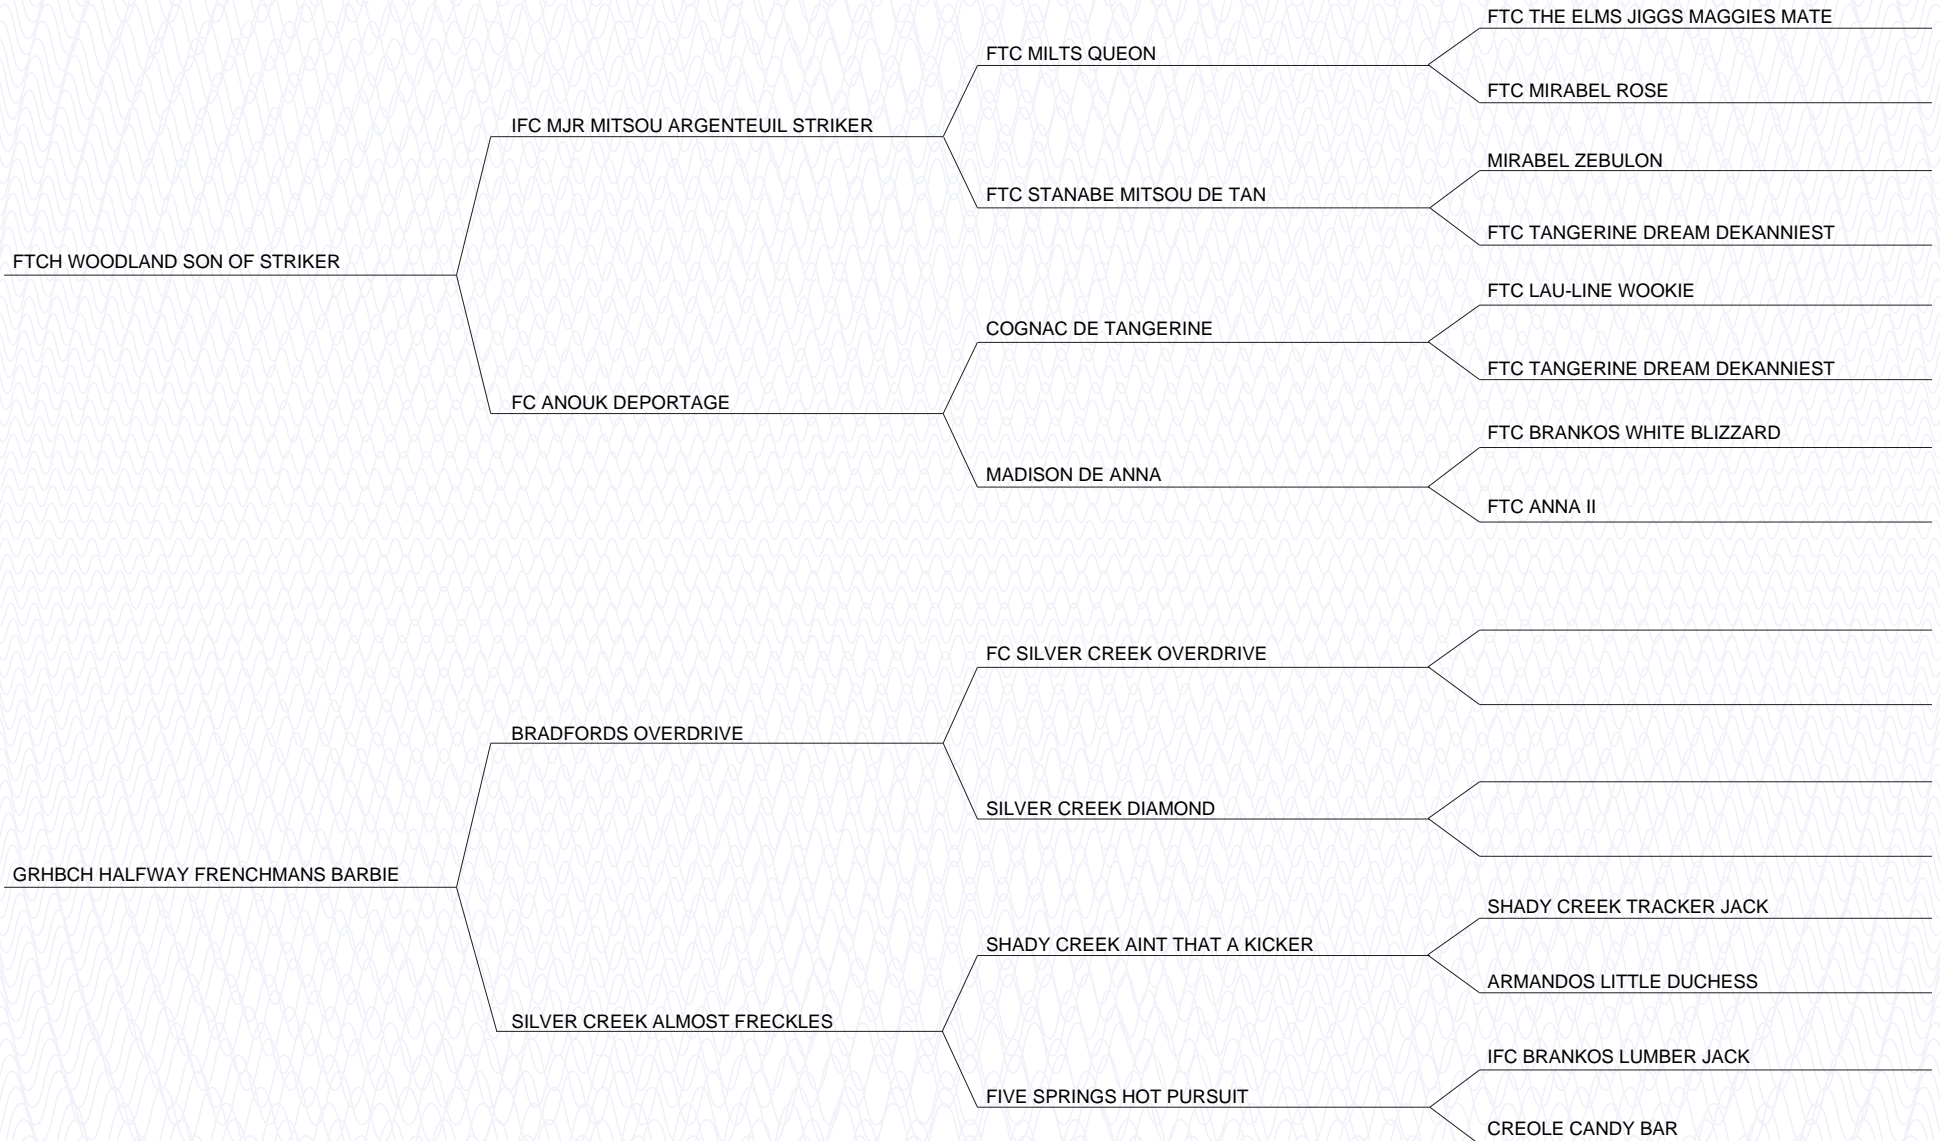 FTC THE ELMS JIGGS MAGGIES MATE
FTC MILTS QUEON
FTC MIRABEL ROSE
IFC MJR MITSOU ARGENTEUIL STRIKER
MIRABEL ZEBULON
FTC STANABE MITSOU DE TAN
FTC TANGERINE DREAM DEKANNIEST
FTCH WOODLAND SON OF STRIKER
FTC LAU-LINE WOOKIE
COGNAC DE TANGERINE
FTC TANGERINE DREAM DEKANNIEST
FC ANOUK DEPORTAGE
FTC BRANKOS WHITE BLIZZARD
MADISON DE ANNA
FTC ANNA II
FC SILVER CREEK OVERDRIVE
BRADFORDS OVERDRIVE
SILVER CREEK DIAMOND
GRHBCH HALFWAY FRENCHMANS BARBIE
SHADY CREEK TRACKER JACK
SHADY CREEK AINT THAT A KICKER
ARMANDOS LITTLE DUCHESS
SILVER CREEK ALMOST FRECKLES
IFC BRANKOS LUMBER JACK
FIVE SPRINGS HOT PURSUIT
CREOLE CANDY BAR